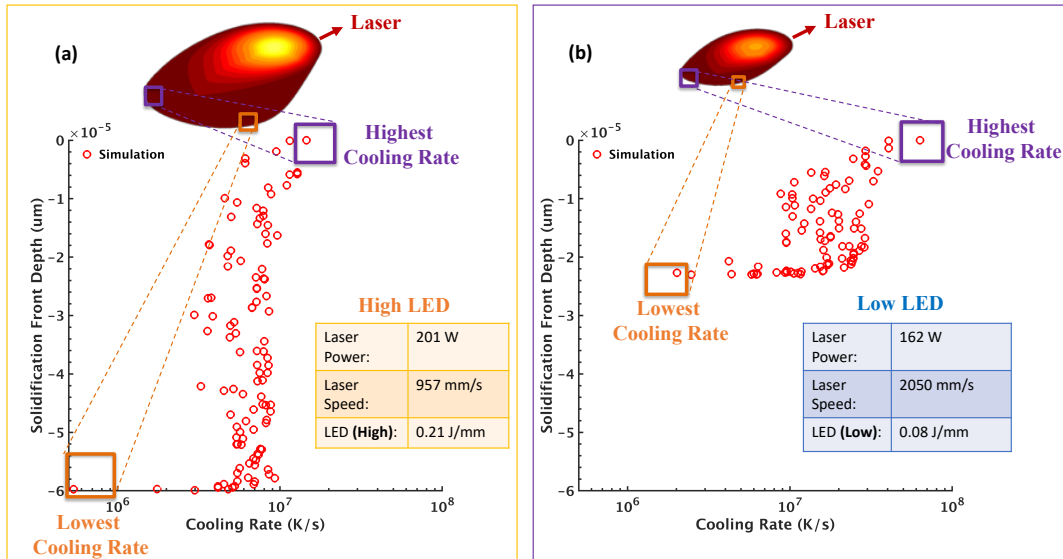 Laser
(a)
×10⁻⁵
Simulation
Highest
Cooling Rate
0
-1
-2
-3
-4
-5
-6
Solidification Front Depth (um)
High LED
Laser Power: 201 W
Laser Speed: 957 mm/s
LED (High): 0.21 J/mm
10⁶
10⁷
10⁸
Cooling Rate (K/s)
Lowest
Cooling Rate
Laser
(b)
×10⁻⁵
Simulation
Highest
Cooling Rate
0
-1
-2
-3
-4
-5
-6
Solidification Front Depth (um)
Lowest
Cooling Rate
Low LED
Laser Power: 162 W
Laser Speed: 2050 mm/s
LED (Low): 0.08 J/mm
10⁶
10⁷
10⁸
Cooling Rate (K/s)